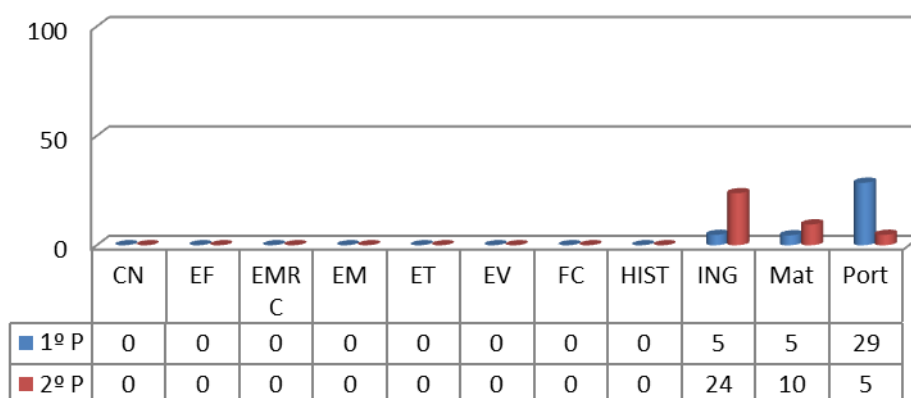 100
50
0
CN EF EMR EM ET EV FC HIST ING Mat Port
C
1º P 0 0 0 0 0 0 0 0 5 5 29
2º P 0 0 0 0 0 0 0 0 24 10 5